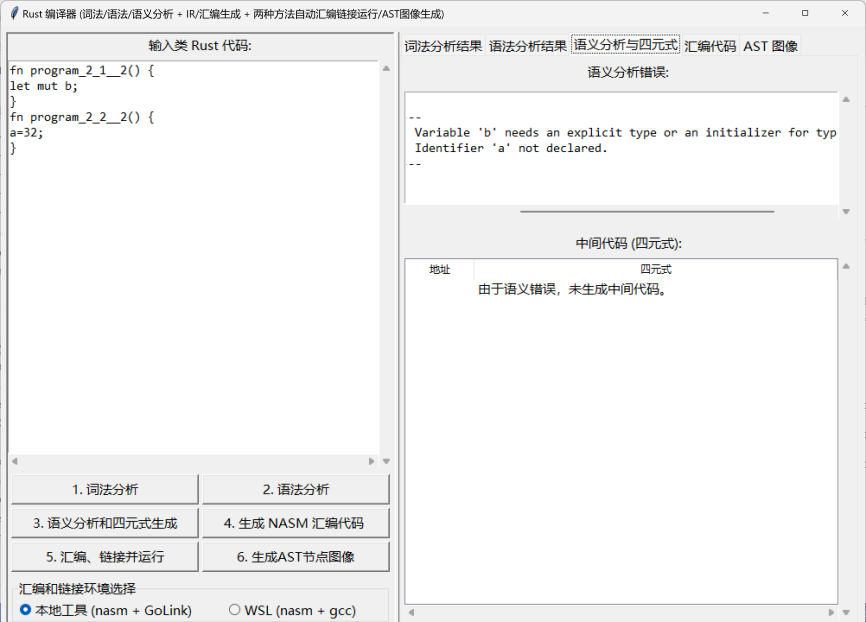 Rust 编译器 (词法/语法/语义分析 + IR/汇编生成 + 两种方法自动汇编链接运行/AST图像生成)
输入类 Rust 代码:
fn program_2_1__2() {
let mut b;
}
fn program_2_2__2() {
a=32;
}
1. 词法分析
2. 语法分析
3. 语义分析和四元式生成
4. 生成 NASM 汇编代码
5. 汇编、链接并运行
6. 生成AST节点图像
汇编和链接环境选择
本地工具 (nasm + GoLink)
WSL (nasm + gcc)
词法分析结果 语法分析结果 语义分析与四元式 汇编代码 AST 图像
语义分析错误:
--
Variable 'b' needs an explicit type or an initializer for typ
Identifier 'a' not declared.
--
中间代码 (四元式):
地址 四元式
由于语义错误，未生成中间代码。